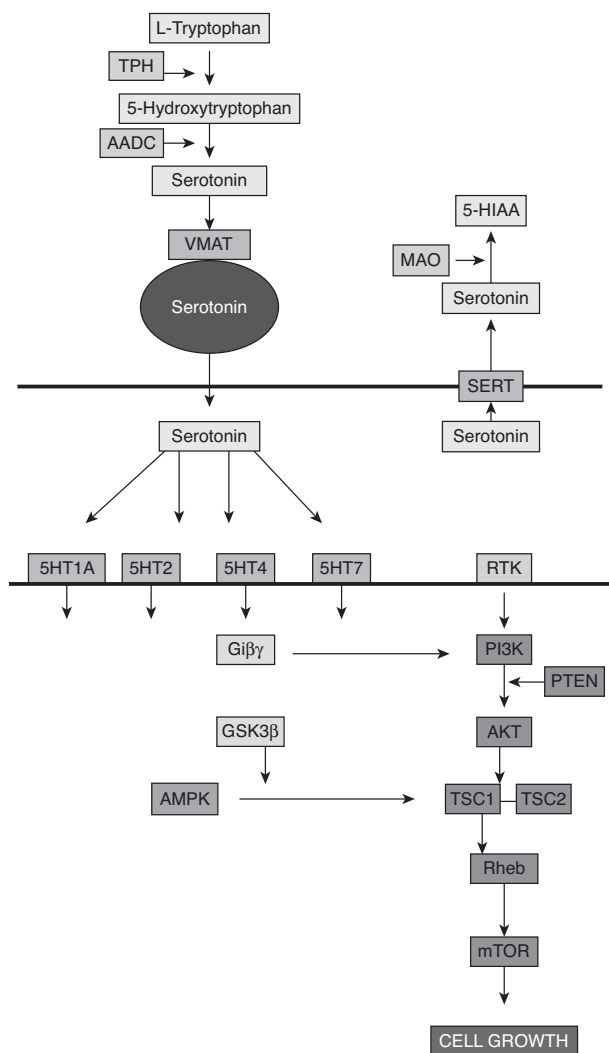 L-Tryptophan
TPH
5-Hydroxytryptophan
AADC
Serotonin
VMAT
Serotonin
5-HIAA
MAO
Serotonin
SERT
Serotonin
Serotonin
5HT1A
5HT2
5HT4
5HT7
RTK
Giβγ
PI3K
PTEN
GSK3β
AKT
AMPK
TSC1
TSC2
Rheb
mTOR
CELL GROWTH